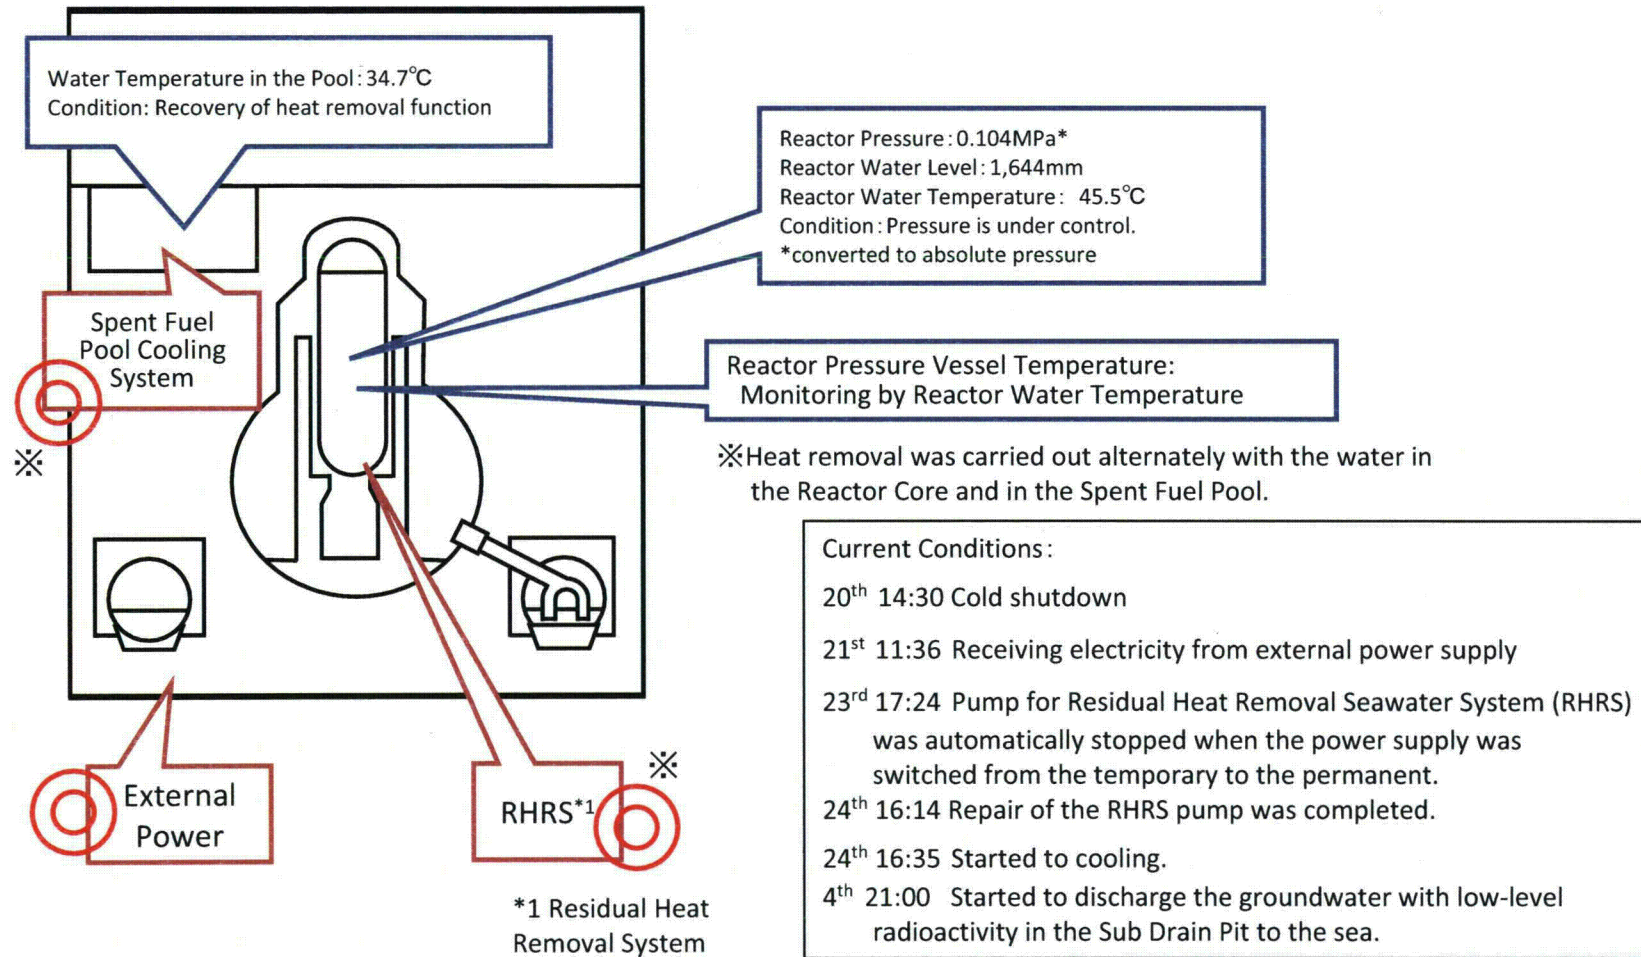 Water Temperature in the Pool: 34.7℃
Condition: Recovery of heat removal function
Reactor Pressure: 0.104MPa*
Reactor Water Level: 1,644mm
Reactor Water Temperature: 45.5℃
Condition: Pressure is under control.
*converted to absolute pressure
Spent Fuel
Pool Cooling
System
※
Reactor Pressure Vessel Temperature:
Monitoring by Reactor Water Temperature
※Heat removal was carried out alternately with the water in
the Reactor Core and in the Spent Fuel Pool.
External
Power
RHRS*1
※
*1 Residual Heat
Removal System
Current Conditions:
20th 14:30 Cold shutdown
21st 11:36 Receiving electricity from external power supply
23rd 17:24 Pump for Residual Heat Removal Seawater System (RHRS)
was automatically stopped when the power supply was
switched from the temporary to the permanent.
24th 16:14 Repair of the RHRS pump was completed.
24th 16:35 Started to cooling.
4th 21:00 Started to discharge the groundwater with low-level
radioactivity in the Sub Drain Pit to the sea.